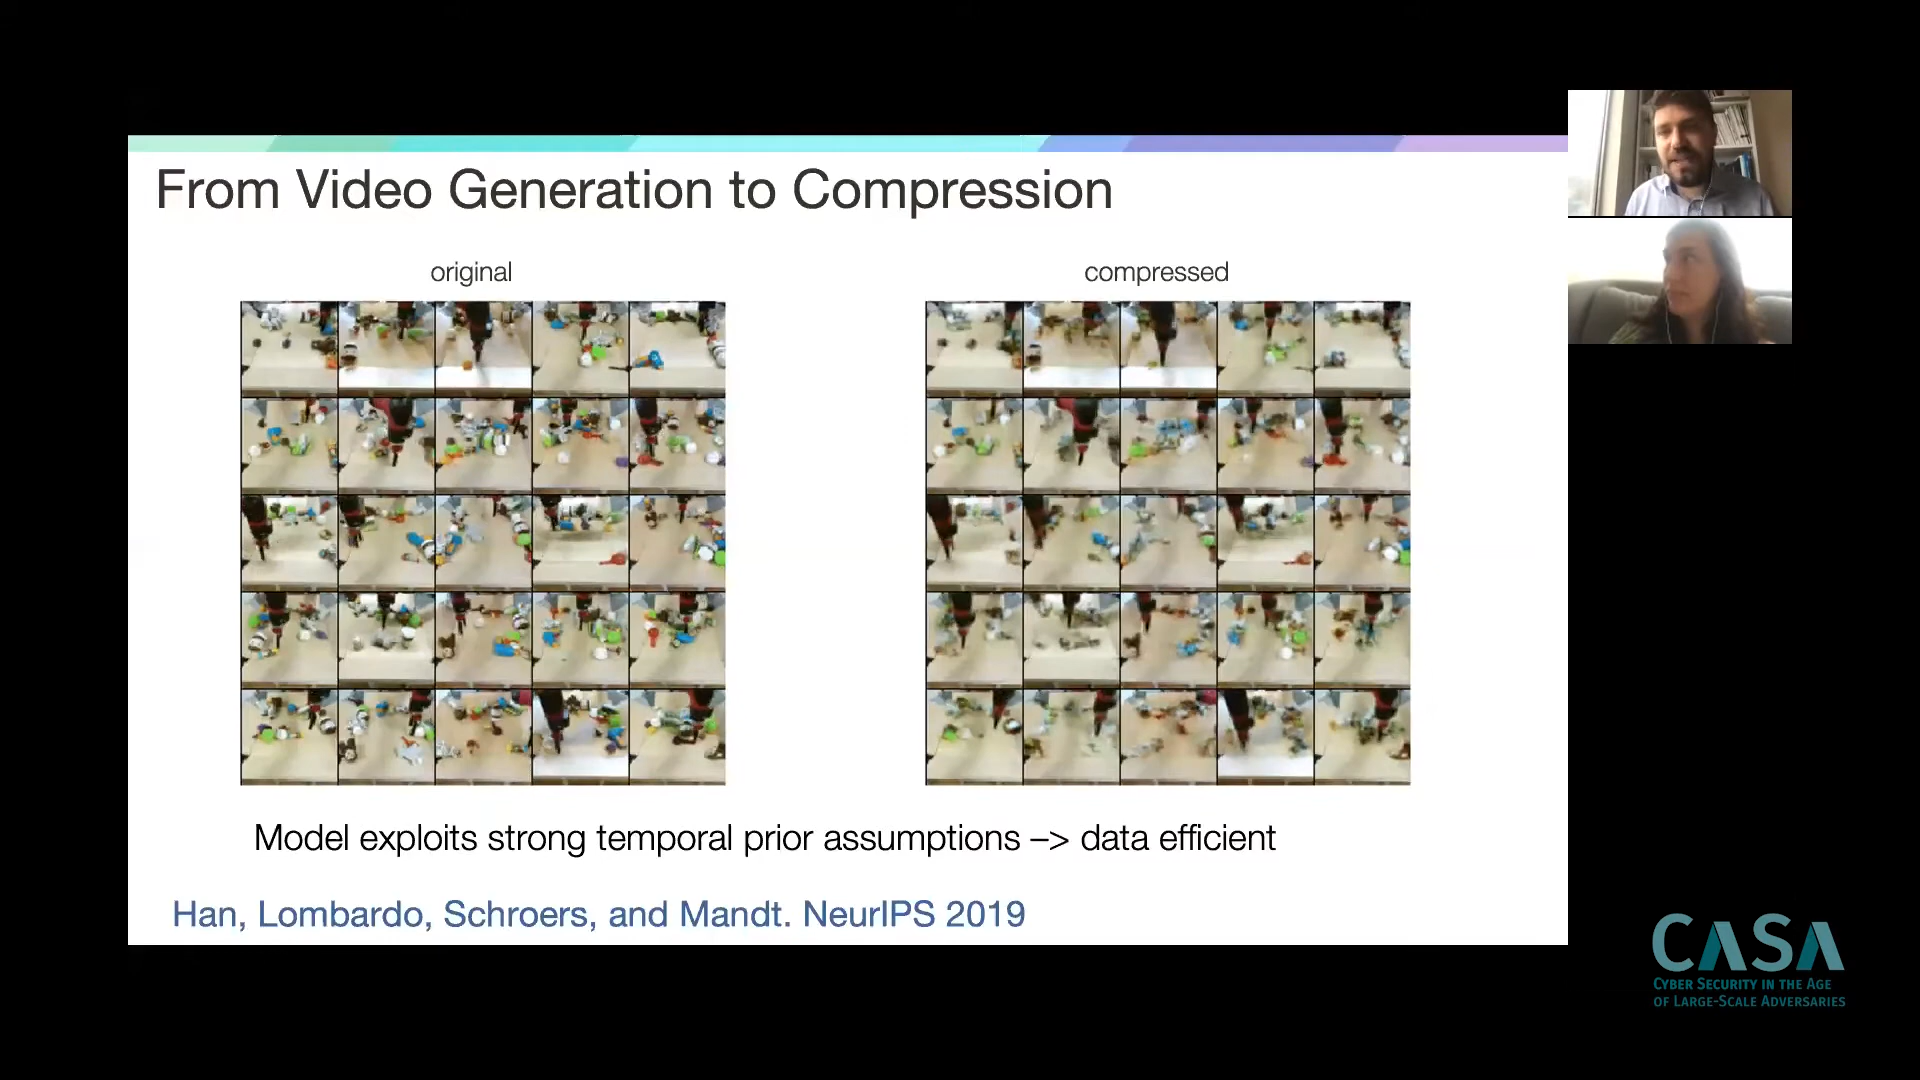 From Video Generation to Compression
original
compressed
Model exploits strong temporal prior assumptions –> data efficient
Han, Lombardo, Schroers, and Mandt. NeurIPS 2019
CASA
CYBER SECURITY IN THE AGE
OF LARGE-SCALE ADVERSARIES